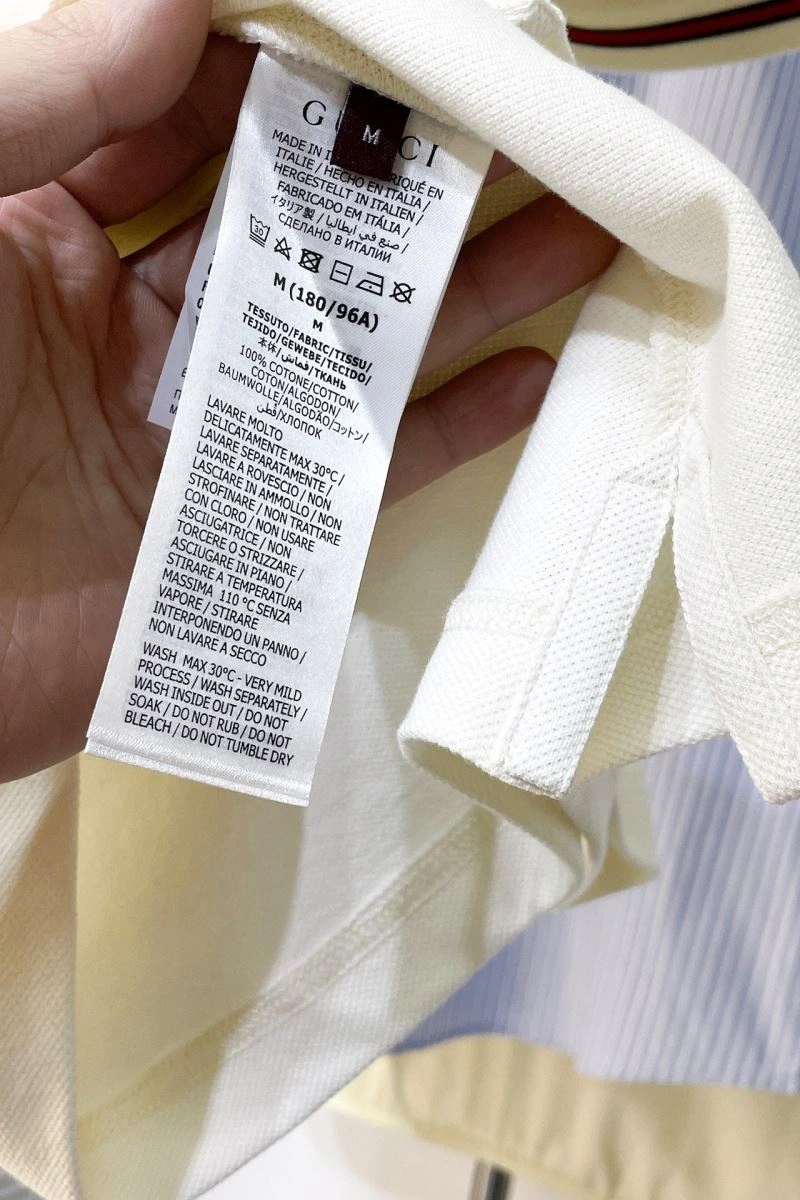 M
MADE IN
ITALIE / HECHO EN ITALIA /
HERGESTELLT IN ITALIEN /
FABRICADO EM ITÁLIA /
イタリア製 / صنع في ايطاليا /
СДЕЛАНО В ИТАЛИИ
30
M (180/96A)
M
TESSUTO/FABRIC/TISSU/
TEJIDO/GEWEBE/TECIDO/
本体/قماش/ТКАНЬ
100% COTONE/COTTON/
COTON/ALGODON/
BAUMWOLLE/ALGODÃO/コットン/
قطن/ХЛОПОК
LAVARE MOLTO
DELICATAMENTE MAX 30°C /
LAVARE SEPARATAMENTE /
LAVARE A ROVESCIO / NON
LASCIARE IN AMMOLLO / NON
STROFINARE / NON TRATTARE
CON CLORO / NON USARE
ASCIUGATRICE / NON
TORCERE O STRIZZARE /
ASCIUGARE IN PIANO /
STIRARE A TEMPERATURA
MASSIMA 110 °C SENZA
VAPORE / STIRARE
INTERPONENDO UN PANNO /
NON LAVARE A SECCO
WASH MAX 30°C - VERY MILD
PROCESS / WASH SEPARATELY /
WASH INSIDE OUT / DO NOT
SOAK / DO NOT RUB / DO NOT
BLEACH / DO NOT TUMBLE DRY